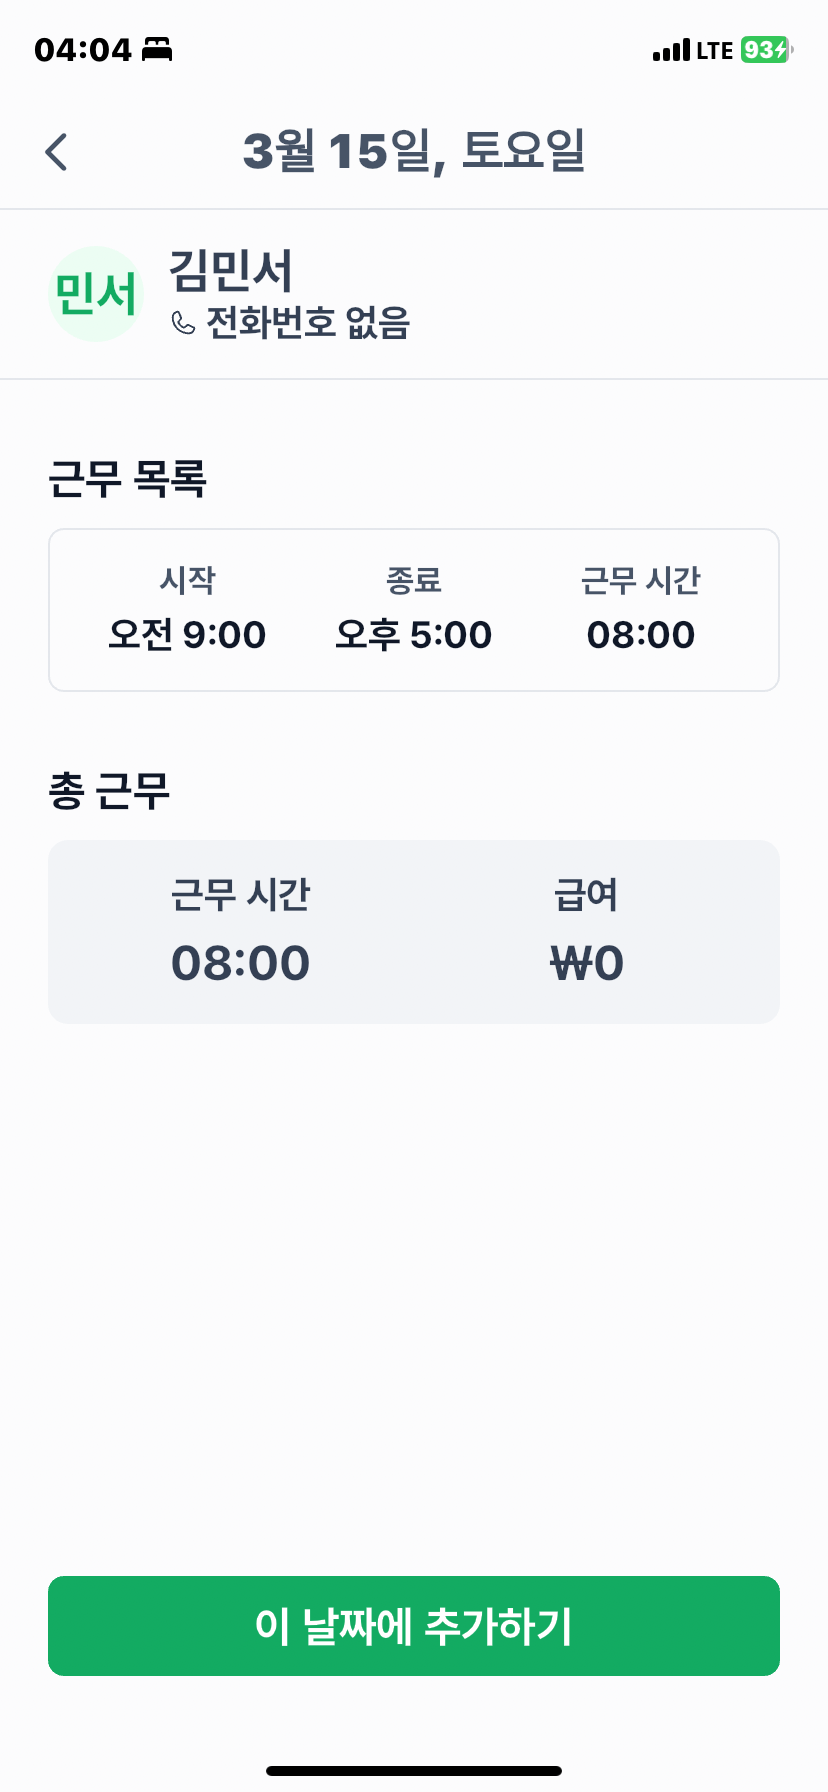 04:04
LTE 93
3월 15일, 토요일
민서
김민서
전화번호 없음
근무 목록
시작 종료 근무 시간
오전 9:00 오후 5:00 08:00
총 근무
근무 시간 급여
08:00 ₩0
이 날짜에 추가하기